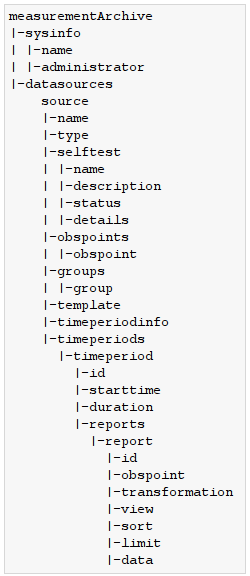 measurementArchive
|-sysinfo
| |-name
| |-administrator
|-datasources
    source
    |-name
    |-type
    |-selftest
    | |-name
    | |-description
    | |-status
    | |-details
    |-obspoints
    | |-obspoint
    |-groups
    | |-group
    |-template
    |-timeperiodinfo
    |-timeperiods
      |-timeperiod
        |-id
        |-starttime
        |-duration
        |-reports
          |-report
            |-id
            |-obspoint
            |-transformation
            |-view
            |-sort
            |-limit
            |-data